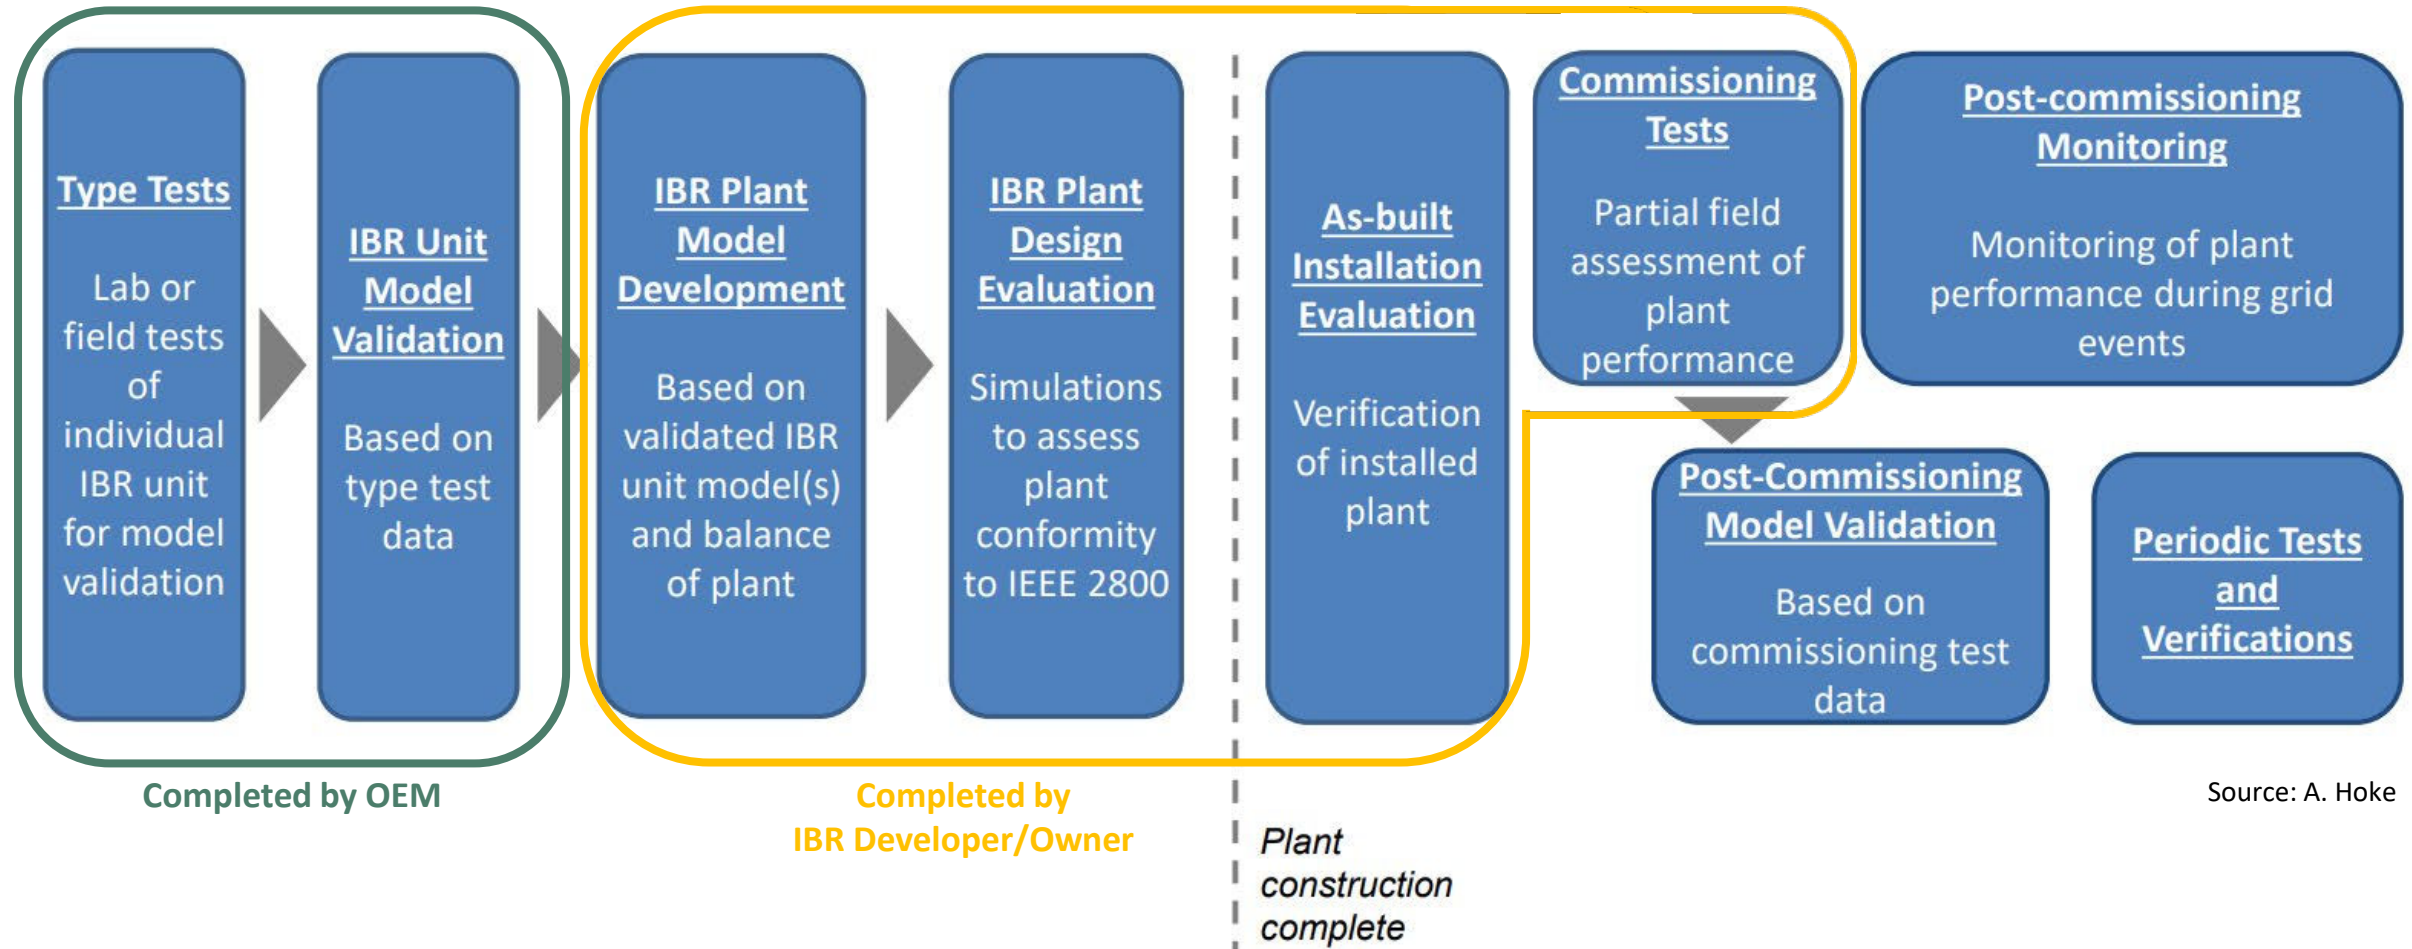 Type Tests
Lab or
field tests
of
individual
IBR unit
for model
validation
IBR Unit
Model
Validation
Based on
type test
data
IBR Plant
Model
Development
Based on
validated IBR
unit model(s)
and balance
of plant
IBR Plant
Design
Evaluation
Simulations
to assess
plant
conformity
to IEEE 2800
As-built
Installation
Evaluation
Verification
of installed
plant
Commissioning
Tests
Partial field
assessment of
plant
performance
Post-commissioning
Monitoring
Monitoring of plant
performance during grid
events
Post-Commissioning
Model Validation
Based on
commissioning test
data
Periodic Tests
and
Verifications
Completed by OEM
Completed by
IBR Developer/Owner
Plant
construction
complete
Source: A. Hoke